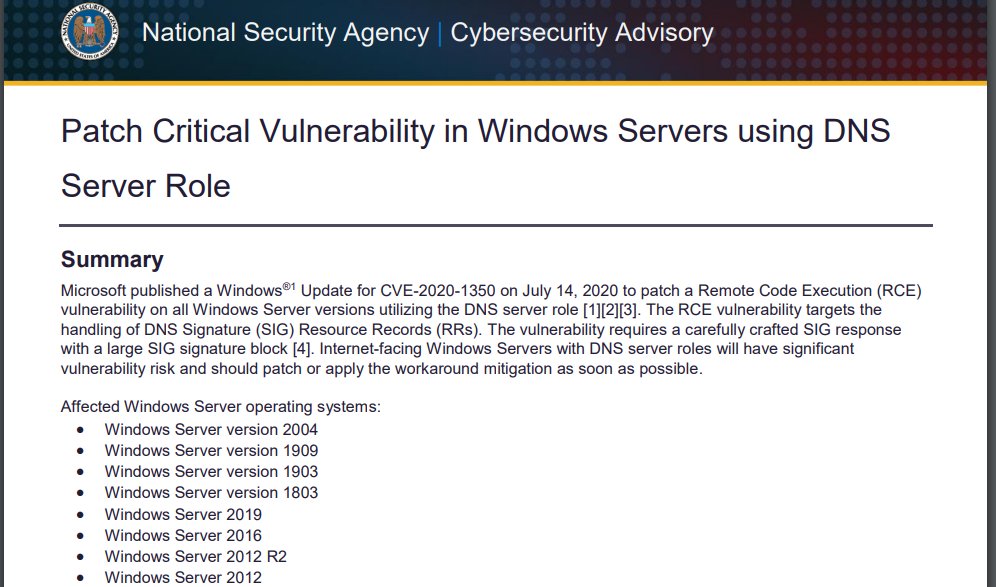 National Security Agency | Cybersecurity Advisory
Patch Critical Vulnerability in Windows Servers using DNS
Server Role
Summary
Microsoft published a Windows®¹ Update for CVE-2020-1350 on July 14, 2020 to patch a Remote Code Execution (RCE)
vulnerability on all Windows Server versions utilizing the DNS server role [1][2][3]. The RCE vulnerability targets the
handling of DNS Signature (SIG) Resource Records (RRs). The vulnerability requires a carefully crafted SIG response
with a large SIG signature block [4]. Internet-facing Windows Servers with DNS server roles will have significant
vulnerability risk and should patch or apply the workaround mitigation as soon as possible.
Affected Windows Server operating systems:
• Windows Server version 2004
• Windows Server version 1909
• Windows Server version 1903
• Windows Server version 1803
• Windows Server 2019
• Windows Server 2016
• Windows Server 2012 R2
• Windows Server 2012